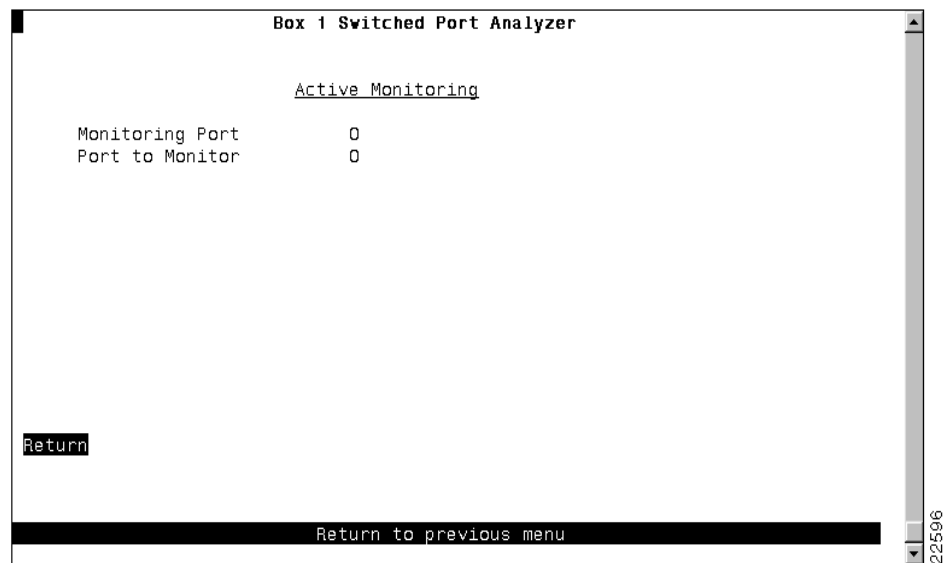 Box 1 Switched Port Analyzer
Active Monitoring
Monitoring Port 0
Port to Monitor 0
Return
Return to previous menu
22596